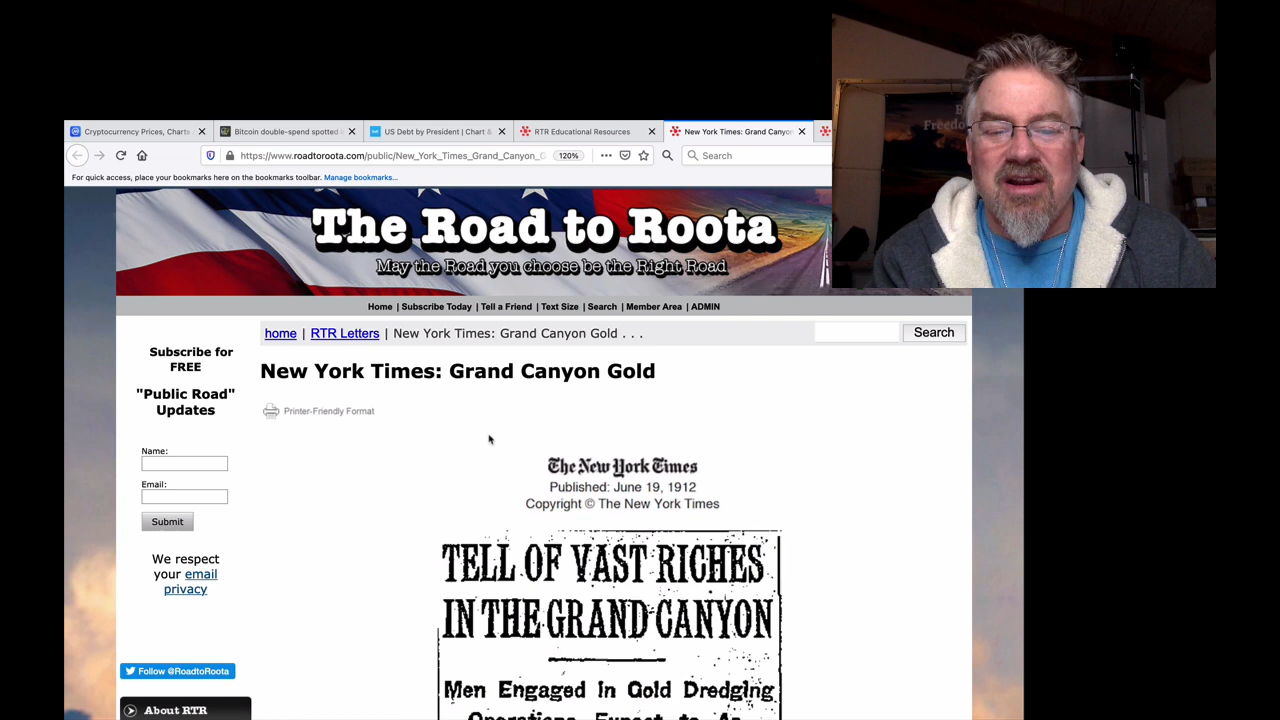 Cryptocurrency Prices, Charts
Bitcoin double-spend spotted
US Debt by President | Chart &
RTR Educational Resources
New York Times: Grand Canyon
https://www.roadtoroota.com/public/New_York_Times_Grand_Canyon_G
120%
Search
For quick access, place your bookmarks here on the bookmarks toolbar. Manage bookmarks...
The Road to Roota
May the Road you choose be the Right Road
Home | Subscribe Today | Tell a Friend | Text Size | Search | Member Area | ADMIN
home | RTR Letters | New York Times: Grand Canyon Gold . . .
Search
Subscribe for
FREE
"Public Road"
Updates
Name:
Email:
Submit
We respect
your email
privacy
Follow @RoadtoRoota
About RTR
New York Times: Grand Canyon Gold
Printer-Friendly Format
The New York Times
Published: June 19, 1912
Copyright © The New York Times
TELL OF VAST RICHES
IN THE GRAND CANYON
Men Engaged in Gold Dredging
Operations Expect to As-